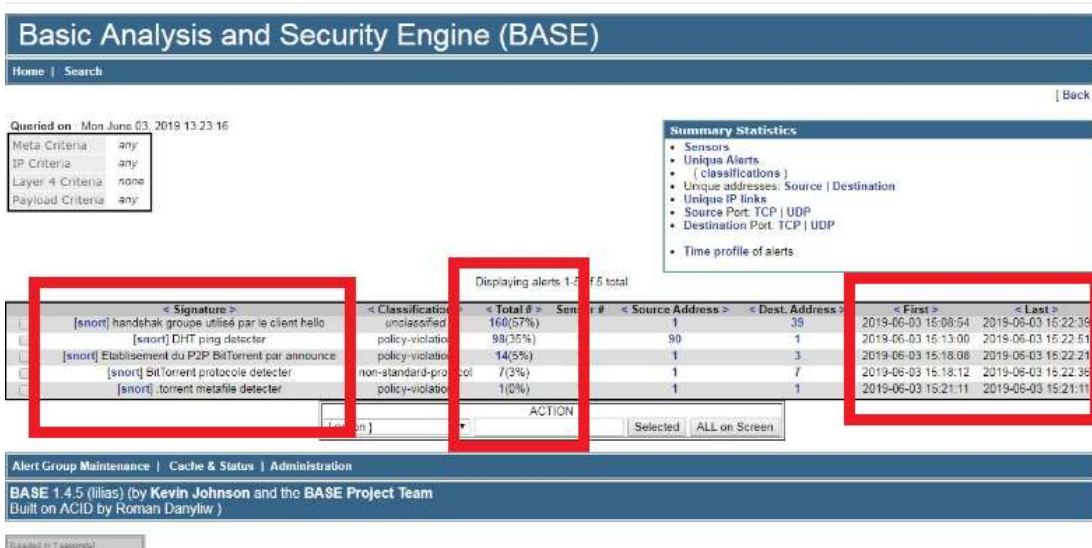 Basic Analysis and Security Engine (BASE)
Home | Search
[ Back
Queried on Mon June 03, 2019 13:23:16
Meta Criteria any
IP Criteria any
Layer 4 Criteria none
Payload Criteria any
Summary Statistics
• Sensors
• Unique Alerts
• ( classifications )
• Unique addresses: Source | Destination
• Unique IP links
• Source Port: TCP | UDP
• Destination Port: TCP | UDP
• Time profile of alerts
Displaying alerts 1-5 of 5 total
< Signature > < Classification > < Total # > Sensor # < Source Address > < Dest. Address > < First > < Last >
[snort] handshak groupe utilisé par le client hello unclassified 160(57%) 1 39 2019-06-03 15:08:54 2019-06-03 15:22:39
[snort] DHT ping detecter policy-violation 98(35%) 90 1 2019-06-03 15:13:00 2019-06-03 15:22:51
[snort] Etablisement du P2P BitTorrent par announce policy-violation 14(5%) 1 3 2019-06-03 15:18:08 2019-06-03 15:22:21
[snort] BitTorrent protocole detecter non-standard-protocol 7(3%) 1 7 2019-06-03 15:18:12 2019-06-03 15:22:36
[snort] .torrent metafile detecter policy-violation 1(0%) 1 1 2019-06-03 15:21:11 2019-06-03 15:21:11
ACTION
Selected ALL on Screen
Alert Group Maintenance | Cache & Status | Administration
BASE 1.4.5 (lilias) (by Kevin Johnson and the BASE Project Team
Built on ACID by Roman Danyliw )